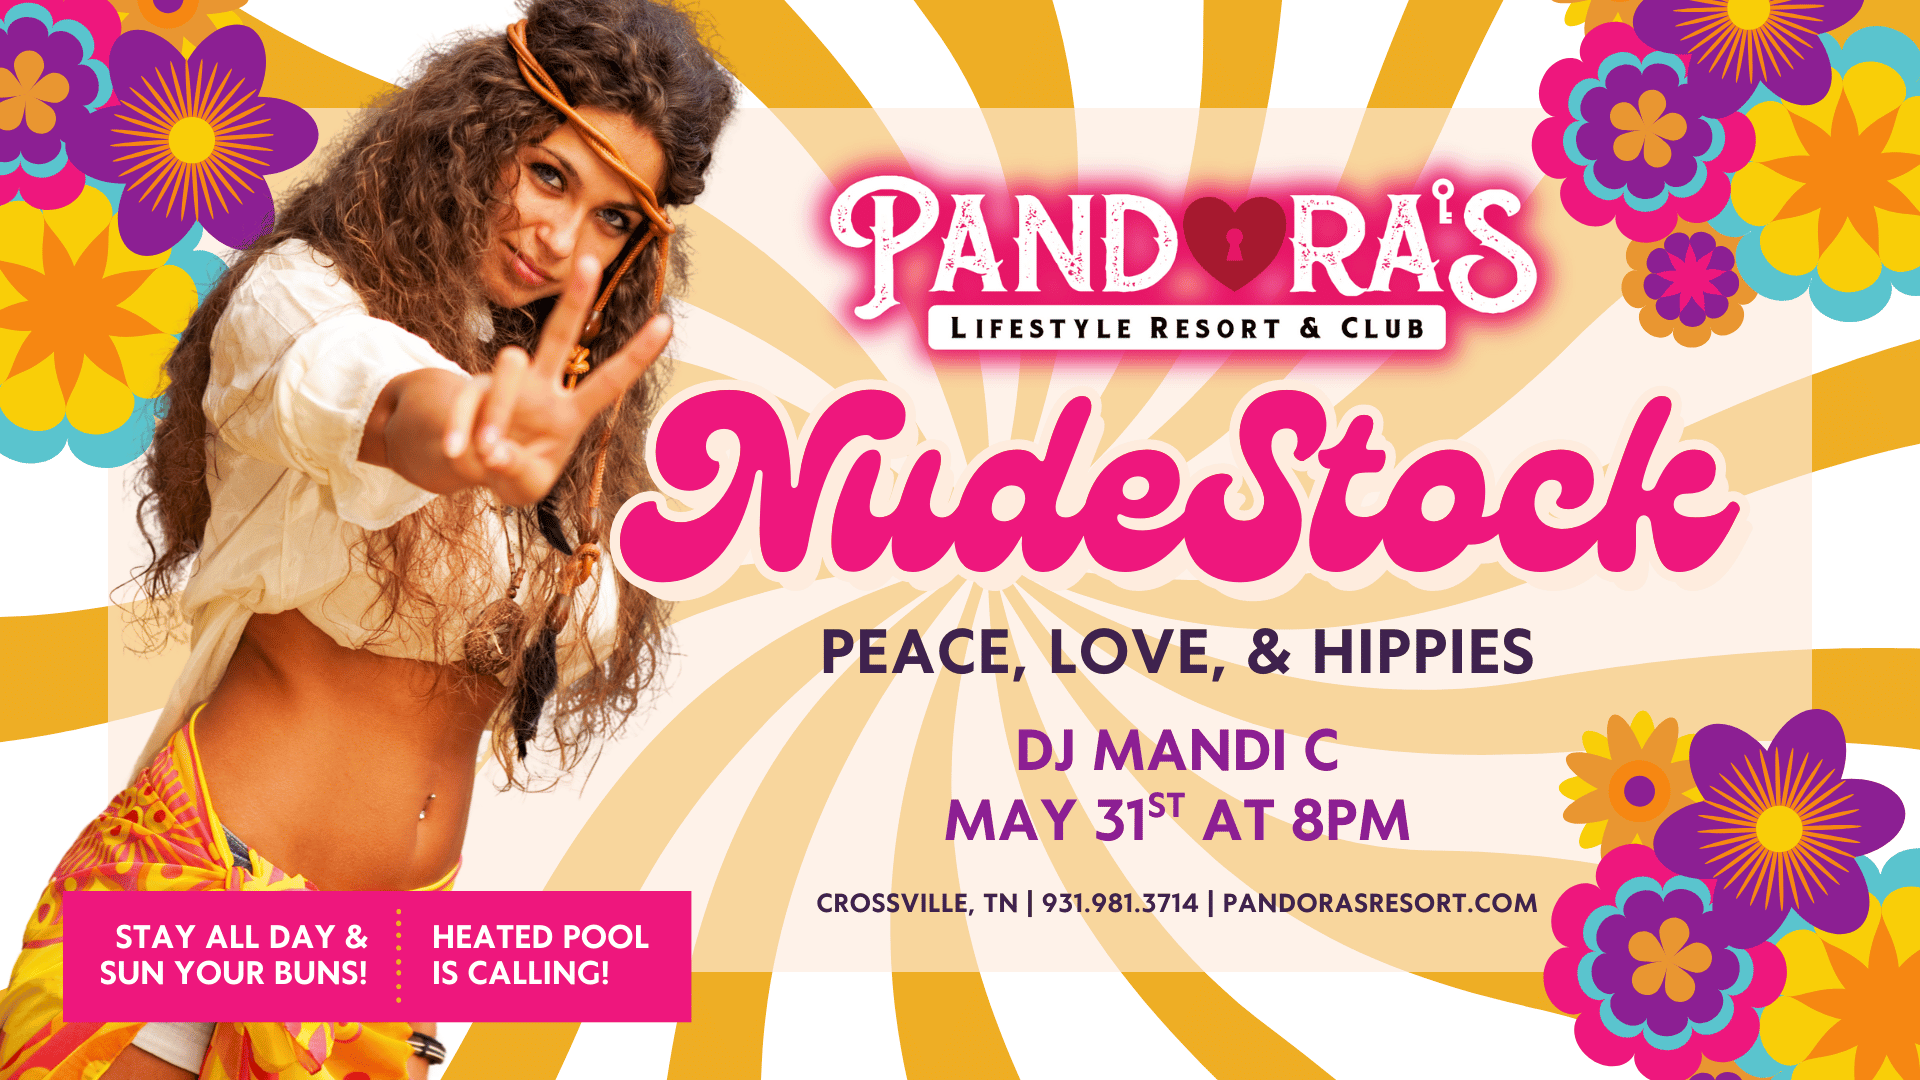 PANDORA'S
LIFESTYLE RESORT & CLUB
NudeStock
PEACE, LOVE, & HIPPIES
DJ MANDI C
MAY 31ST AT 8PM
CROSSVILLE, TN | 931.981.3714 | PANDORASRESORT.COM
STAY ALL DAY &
SUN YOUR BUNS!
HEATED POOL
IS CALLING!